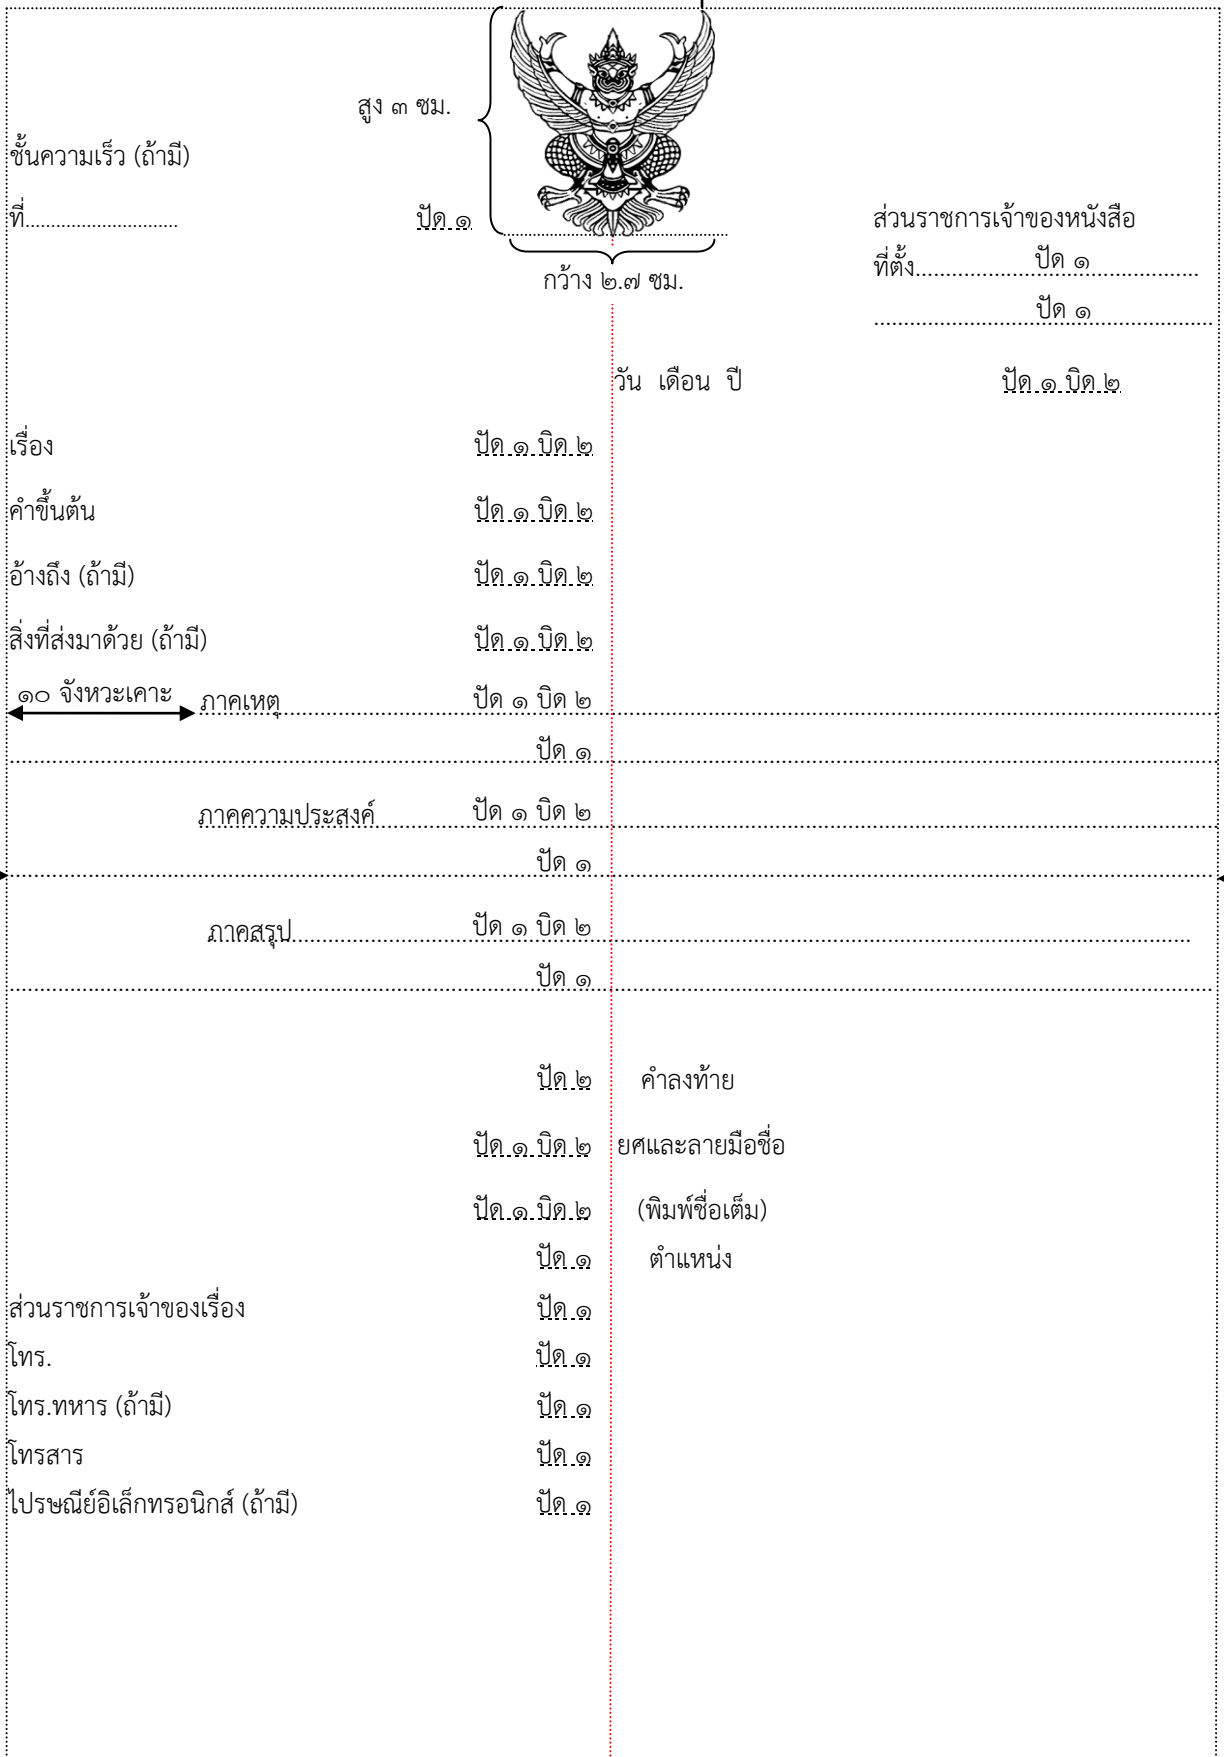 สูง ๓ ซม.
ชั้นความเร็ว (ถ้ามี)
ที่.......................... ปัด ๑ ส่วนราชการเจ้าของหนังสือ
ที่ตั้ง....................ปัด ๑..................
กว้าง ๒.๗ ซม.
...........................ปัด ๑....................
วัน เดือน ปี ปัด ๑ บิด ๒
เรื่อง ปัด ๑ บิด ๒
คำขึ้นต้น ปัด ๑ บิด ๒
อ้างถึง (ถ้ามี) ปัด ๑ บิด ๒
สิ่งที่ส่งมาด้วย (ถ้ามี) ปัด ๑ บิด ๒
๑๐ จังหวะเคาะ ภาคเหตุ ปัด ๑ บิด ๒
ปัด ๑
ภาคความประสงค์ ปัด ๑ บิด ๒
ปัด ๑
ภาคสรุป ปัด ๑ บิด ๒
ปัด ๑
ปัด ๒ คำลงท้าย
ปัด ๑ บิด ๒ ยศและลายมือชื่อ
ปัด ๑ บิด ๒ (พิมพ์ชื่อเต็ม)
ปัด ๑ ตำแหน่ง
ส่วนราชการเจ้าของเรื่อง ปัด ๑
โทร. ปัด ๑
โทร.ทหาร (ถ้ามี) ปัด ๑
โทรสาร ปัด ๑
ไปรษณีย์อิเล็กทรอนิกส์ (ถ้ามี) ปัด ๑